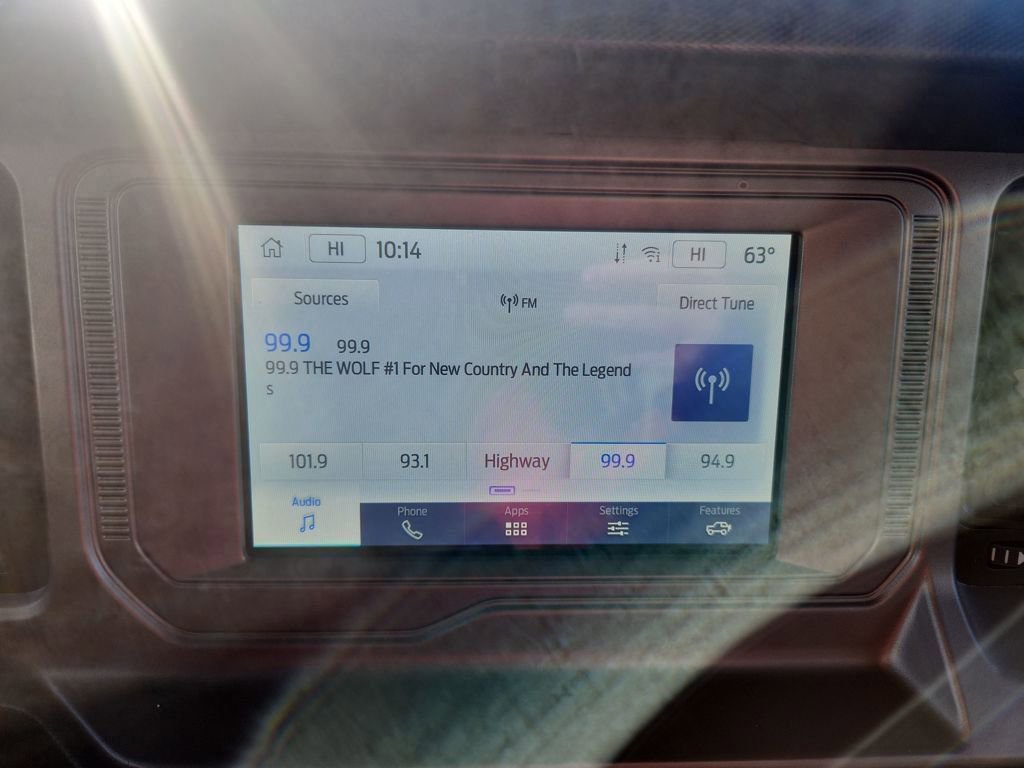 HI 10:14 HI 63°
Sources FM Direct Tune
99.9 99.9
99.9 THE WOLF #1 For New Country And The Legend
s
101.9 93.1 Highway 99.9 94.9
Audio Phone Apps Settings Features